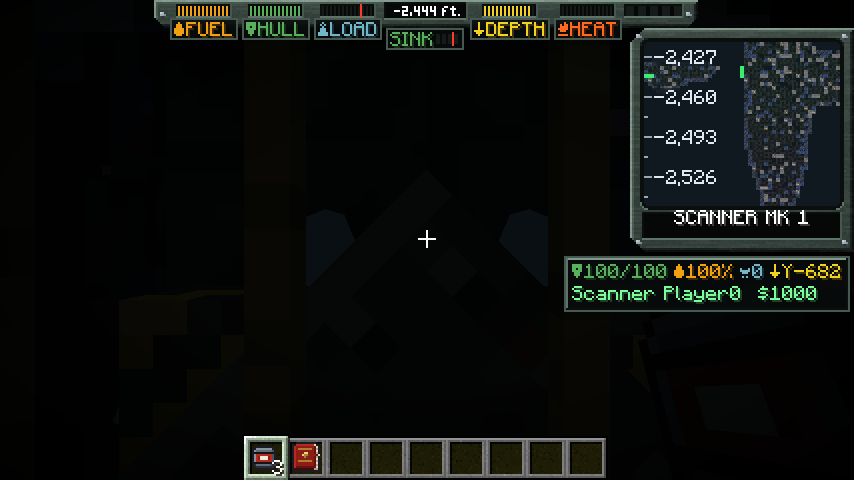 -2,444 ft.
FUEL HULL LOAD DEPTH HEAT
SINK
-2,427
-2,460
-2,493
-2,526
SCANNER MK 1
100/100 100% 0 Y-682
Scanner Player0 $1000
3